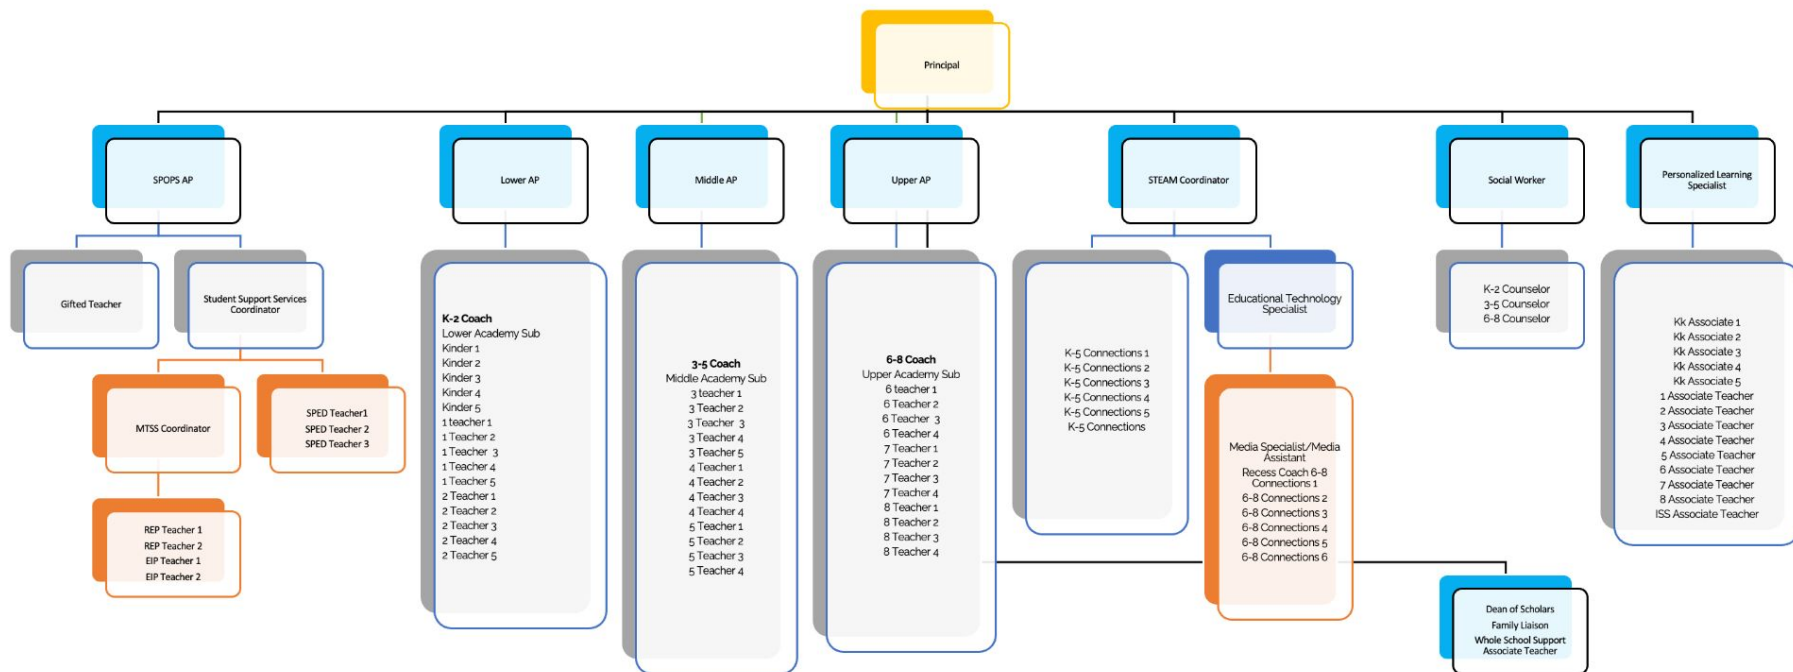 Principal
SPOPS AP
Lower AP
Middle AP
Upper AP
STEAM Coordinator
Social Worker
Personalized Learning
Specialist
Gifted Teacher
Student Support Services
Coordinator
MTSS Coordinator
SPED Teacher1
SPED Teacher 2
SPED Teacher 3
REP Teacher 1
REP Teacher 2
EIP Teacher 1
EIP Teacher 2
K-2 Coach
Lower Academy Sub
Kinder 1
Kinder 2
Kinder 3
Kinder 4
Kinder 5
1 teacher 1
1 Teacher 2
1 Teacher  3
1 Teacher 4
1 Teacher 5
2 Teacher 1
2 Teacher 2
2 Teacher 3
2 Teacher 4
2 Teacher 5
3-5 Coach
Middle Academy Sub
3 teacher 1
3 Teacher 2
3 Teacher  3
3 Teacher 4
3 Teacher 5
4 Teacher 1
4 Teacher 2
4 Teacher 3
4 Teacher 4
5 Teacher 1
5 Teacher 2
5 Teacher 3
5 Teacher 4
6-8 Coach
Upper Academy Sub
6 teacher 1
6 Teacher 2
6 Teacher  3
6 Teacher 4
7 Teacher 1
7 Teacher 2
7 Teacher 3
7 Teacher 4
8 Teacher 1
8 Teacher 2
8 Teacher 3
8 Teacher 4
K-5 Connections 1
K-5 Connections 2
K-5 Connections 3
K-5 Connections 4
K-5 Connections 5
K-5 Connections
Educational Technology
Specialist
Media Specialist/Media
Assistant
Recess Coach 6-8
Connections 1
6-8 Connections 2
6-8 Connections 3
6-8 Connections 4
6-8 Connections 5
6-8 Connections 6
K-2 Counselor
3-5 Counselor
6-8 Counselor
Kk Associate 1
Kk Associate 2
Kk Associate 3
Kk Associate 4
Kk Associate 5
1 Associate Teacher
2 Associate Teacher
3 Associate Teacher
4 Associate Teacher
5 Associate Teacher
6 Associate Teacher
7 Associate Teacher
8 Associate Teacher
ISS Associate Teacher
Dean of Scholars
Family Liaison
Whole School Support
Associate Teacher